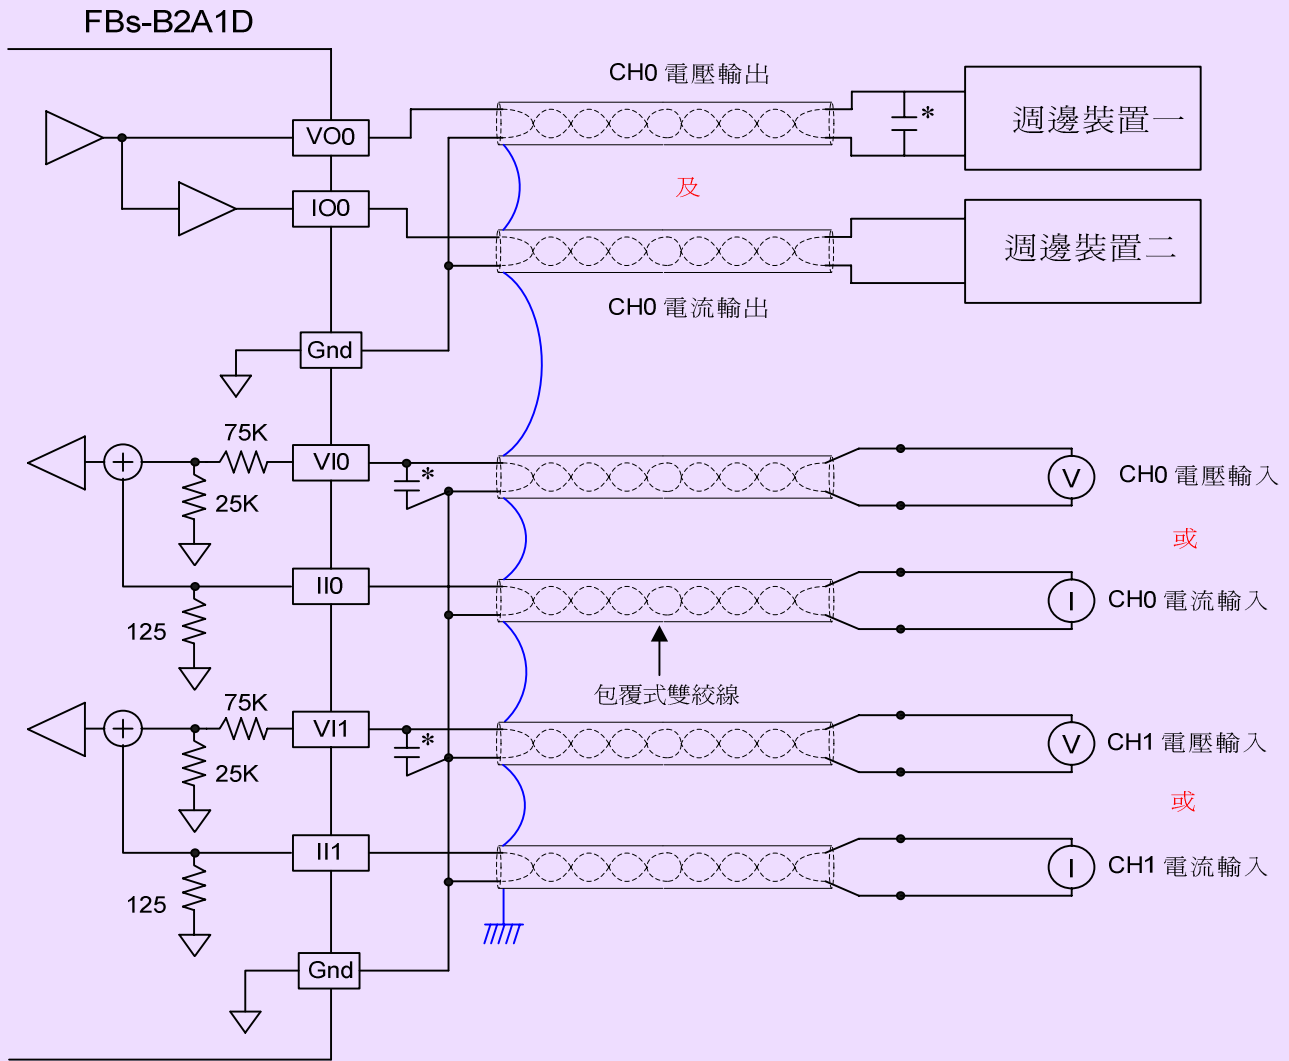 FBs-B2A1D
CH0 電壓輸出
VO0
*
週邊裝置一
及
IO0
週邊裝置二
CH0 電流輸出
Gnd
75K
VI0
*
25K
V
CH0 電壓輸入
或
II0
I
CH0 電流輸入
125
包覆式雙絞線
75K
VI1
*
25K
V
CH1 電壓輸入
或
II1
I
CH1 電流輸入
125
Gnd